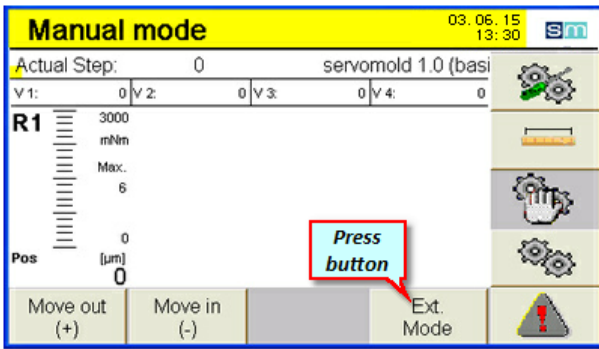 Manual mode
03.06.15
13:30
sm
Actual Step: 0 servomold 1.0 (basi
V 1: 0 V 2: 0 V 3: 0 V 4: 0
R1
3000
mNm
Max.
6
0
Pos [µm]
0
Press
button
Move out
(+)
Move in
(-)
Ext.
Mode